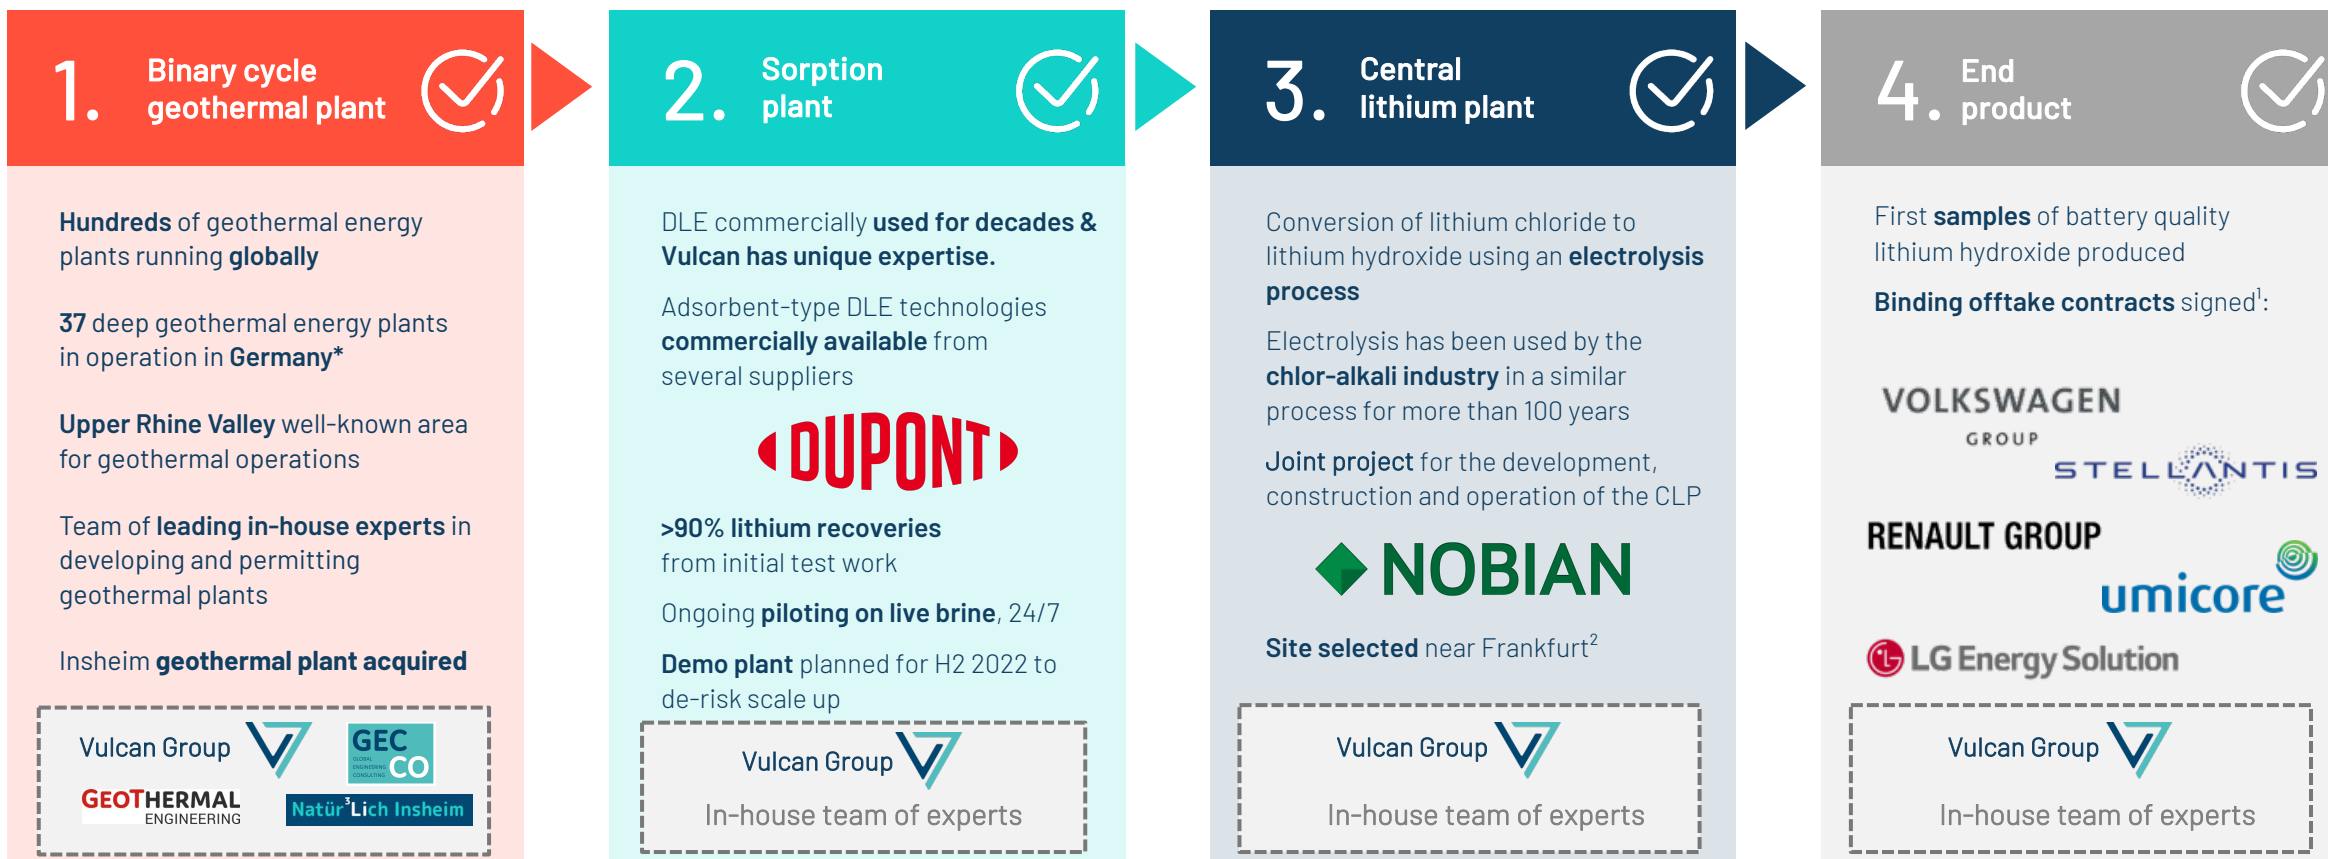 1.
Binary cycle
geothermal plant
Hundreds of geothermal energy
plants running globally
37 deep geothermal energy plants
in operation in Germany*
Upper Rhine Valley well-known area
for geothermal operations
Team of leading in-house experts in
developing and permitting
geothermal plants
Insheim geothermal plant acquired
Vulcan Group
GEC
CO
GLOBAL
ENGINEERING
CONSULTING
GEOTHERMAL
ENGINEERING
Natür³Lich Insheim
2.
Sorption
plant
DLE commercially used for decades &
Vulcan has unique expertise.
Adsorbent-type DLE technologies
commercially available from
several suppliers
DUPONT
>90% lithium recoveries
from initial test work
Ongoing piloting on live brine, 24/7
Demo plant planned for H2 2022 to
de-risk scale up
Vulcan Group
In-house team of experts
3.
Central
lithium plant
Conversion of lithium chloride to
lithium hydroxide using an electrolysis
process
Electrolysis has been used by the
chlor-alkali industry in a similar
process for more than 100 years
Joint project for the development,
construction and operation of the CLP
NOBIAN
Site selected near Frankfurt²
Vulcan Group
In-house team of experts
4.
End
product
First samples of battery quality
lithium hydroxide produced
Binding offtake contracts signed¹:
VOLKSWAGEN
GROUP
STELLANTIS
RENAULT GROUP
umicore
LG Energy Solution
Vulcan Group
In-house team of experts